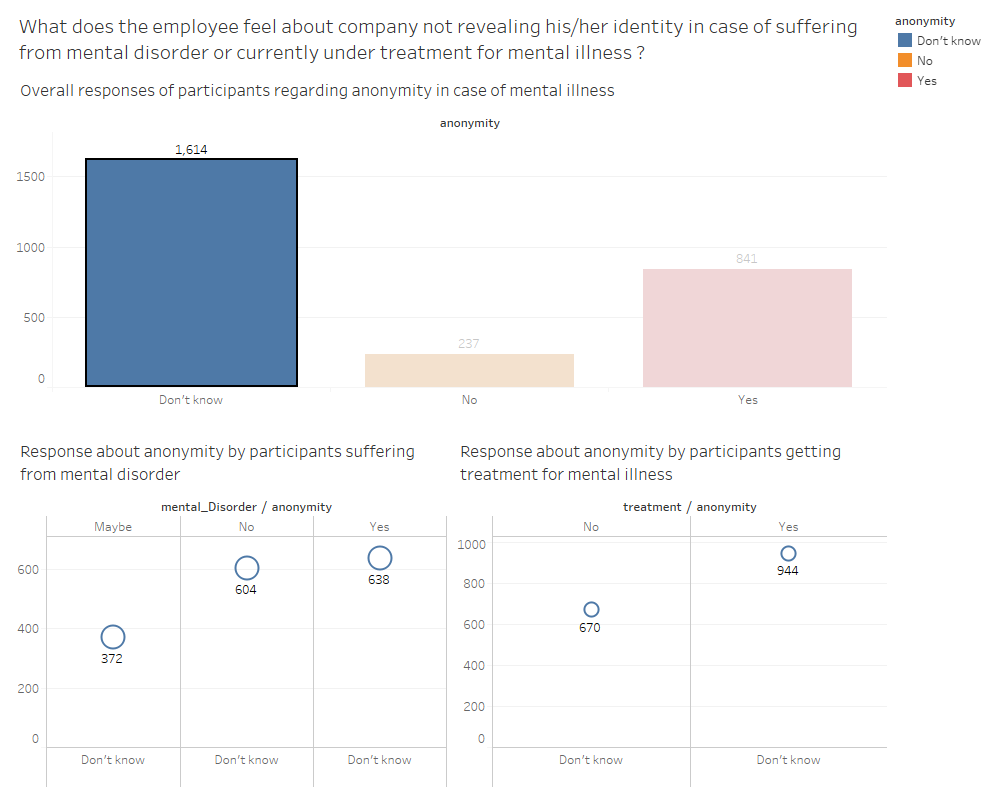 What does the employee feel about company not revealing his/her identity in case of suffering
from mental disorder or currently under treatment for mental illness ?
anonymity
Don't know
No
Yes
Overall responses of participants regarding anonymity in case of mental illness
anonymity
1,614
1500
1000
841
500
237
0
Don't know
No
Yes
Response about anonymity by participants suffering
from mental disorder
mental_Disorder / anonymity
Maybe
No
Yes
600
638
604
400
372
200
0
Don't know
Don't know
Don't know
Response about anonymity by participants getting
treatment for mental illness
treatment / anonymity
No
Yes
1000
944
800
600
670
400
200
0
Don't know
Don't know